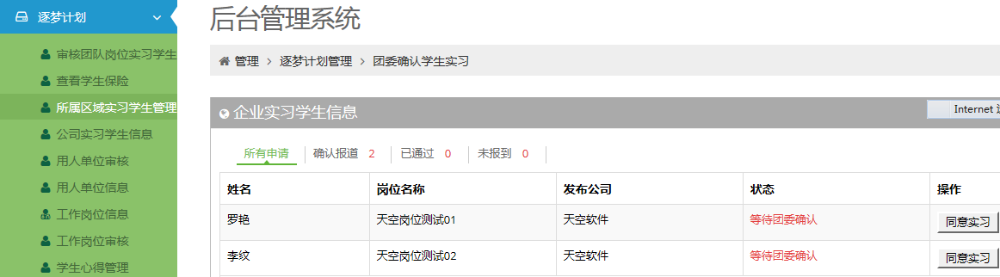 逐梦计划
审核团队岗位实习学生
查看学生保险
所属区域实习学生管理
公司实习学生信息
用人单位审核
用人单位信息
工作岗位信息
工作岗位审核
学生心得管理
后台管理系统
管理 > 逐梦计划管理 > 团委确认学生实习
企业实习学生信息
Internet
所有申请 确认报道 2 已通过 0 未报到 0
姓名 岗位名称 发布公司 状态 操作
罗艳 天空岗位测试01 天空软件 等待团委确认 同意实习
李纹 天空岗位测试02 天空软件 等待团委确认 同意实习